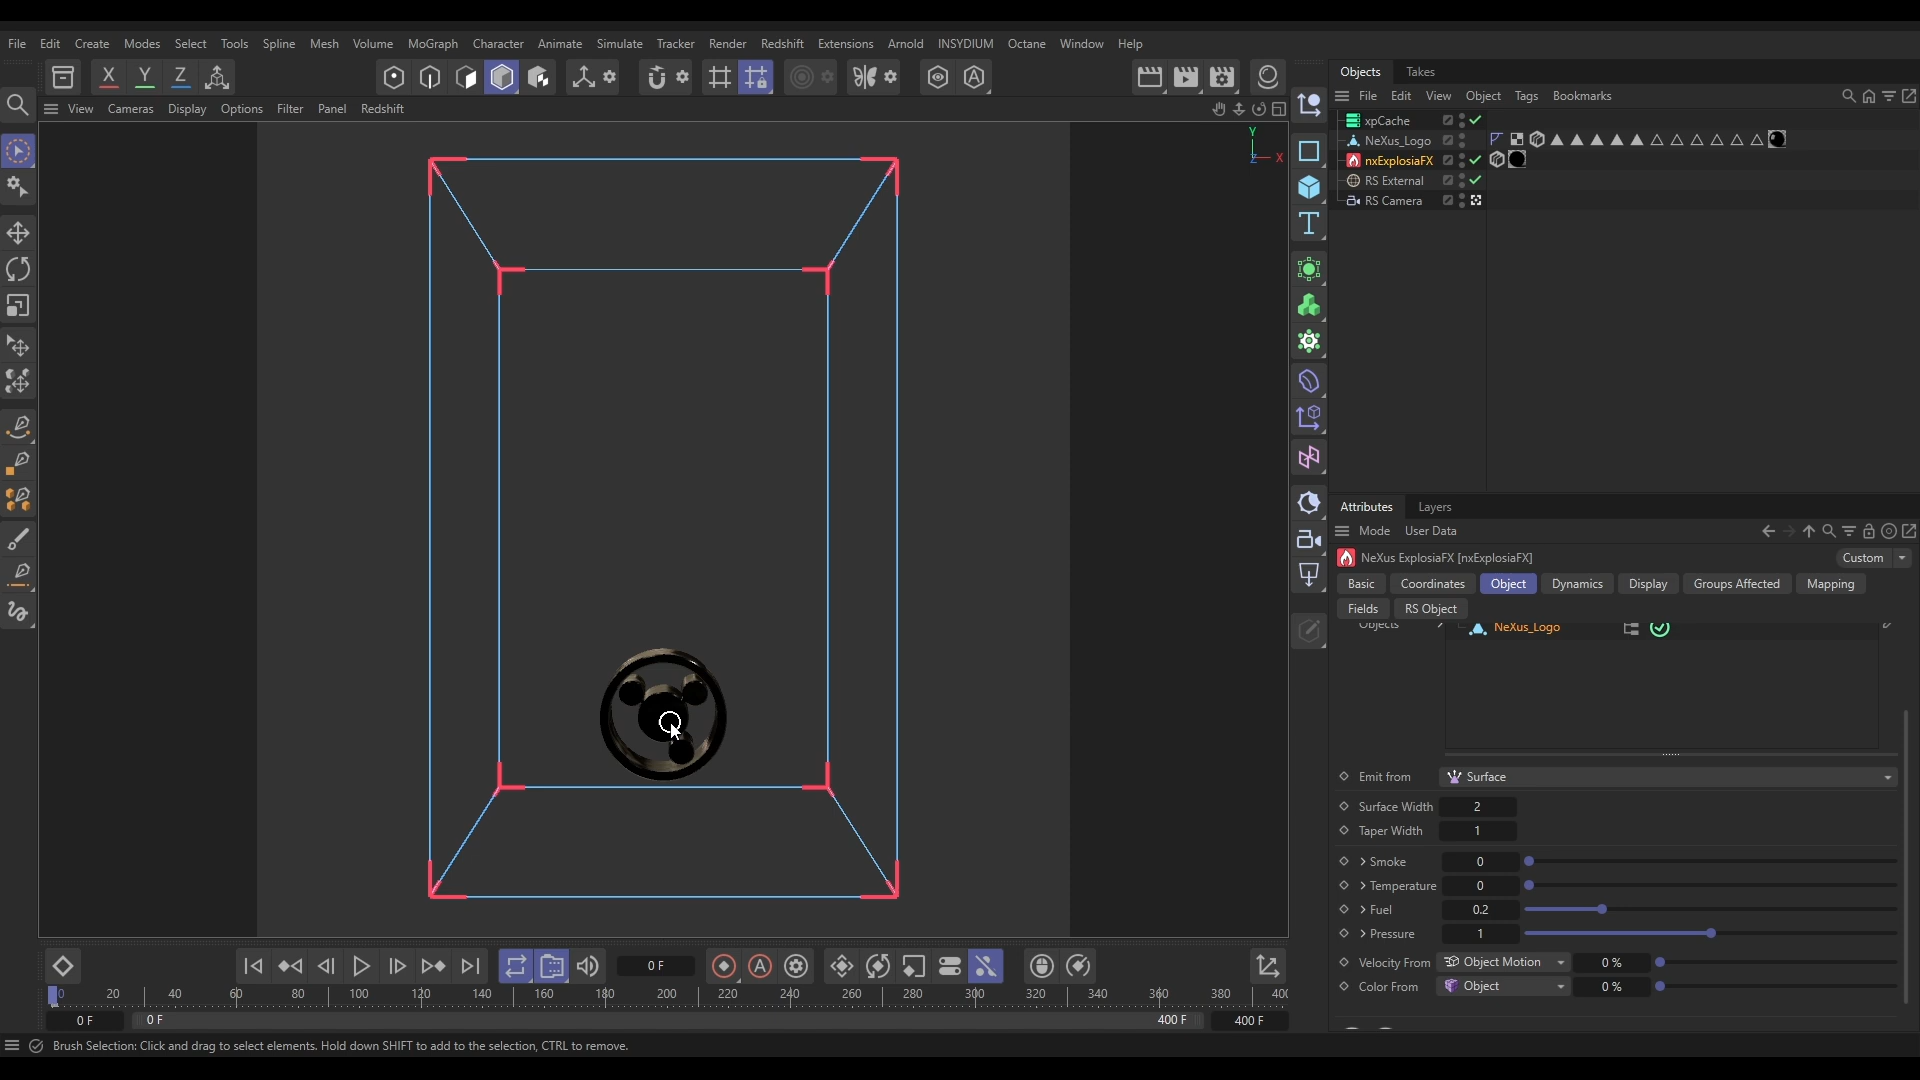 File Edit Create Modes Select Tools Spline Mesh Volume MoGraph Character Animate Simulate Tracker Render Redshift Extensions Arnold INSYDIUM Octane Window Help
X Y Z
View Cameras Display Options Filter Panel Redshift
Y
X
Z
Objects Takes
File Edit View Object Tags Bookmarks
xpCache
NeXus_Logo
nxExplosiaFX
RS External
RS Camera
Attributes Layers
Mode User Data
NeXus ExplosiaFX [nxExplosiaFX] Custom
Basic Coordinates Object Dynamics Display Groups Affected Mapping
Fields RS Object
Objects NeXus_Logo
Emit from Surface
Surface Width 2
Taper Width 1
Smoke 0
Temperature 0
Fuel 0.2
Pressure 1
Velocity From Object Motion 0 %
Color From Object 0 %
0 F
0 20 40 60 80 100 120 140 160 180 200 220 240 260 280 300 320 340 360 380 400
0 F 0 F 400 F 400 F
Brush Selection: Click and drag to select elements. Hold down SHIFT to add to the selection, CTRL to remove.